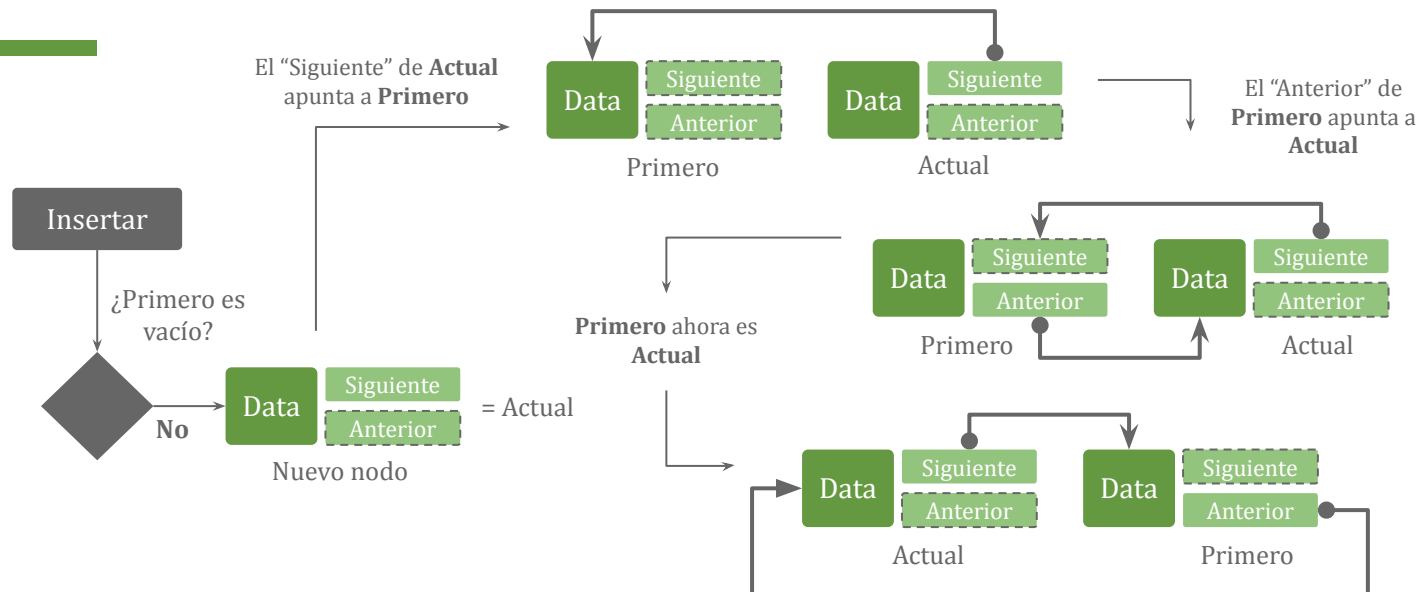 Insertar
¿Primero es
vacío?
No
Data
Siguiente
Anterior
= Actual
Nuevo nodo
El “Siguiente” de Actual
apunta a Primero
Data
Siguiente
Anterior
Primero
Data
Siguiente
Anterior
Actual
El “Anterior” de
Primero apunta a
Actual
Data
Siguiente
Anterior
Primero
Data
Siguiente
Anterior
Actual
Primero ahora es
Actual
Data
Siguiente
Anterior
Actual
Data
Siguiente
Anterior
Primero